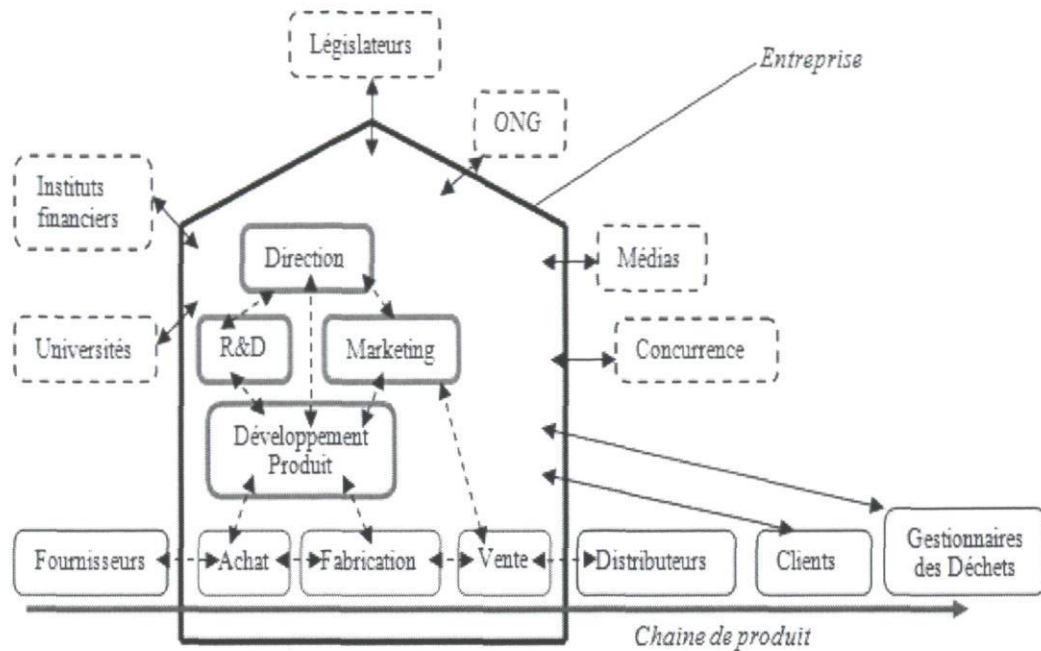 Législateurs
Entreprise
ONG
Instituts
financiers
Direction
Médias
Universités
R&D
Marketing
Concurrence
Développement
Produit
Fournisseurs
Achat
Fabrication
Vente
Distributeurs
Clients
Gestionnaires
des Déchets
Chaine de produit